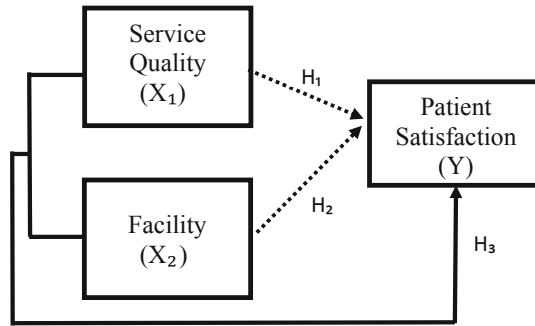 Service
Quality
(X₁)
H₁
Patient
Satisfaction
(Y)
Facility
(X₂)
H₂
H₃